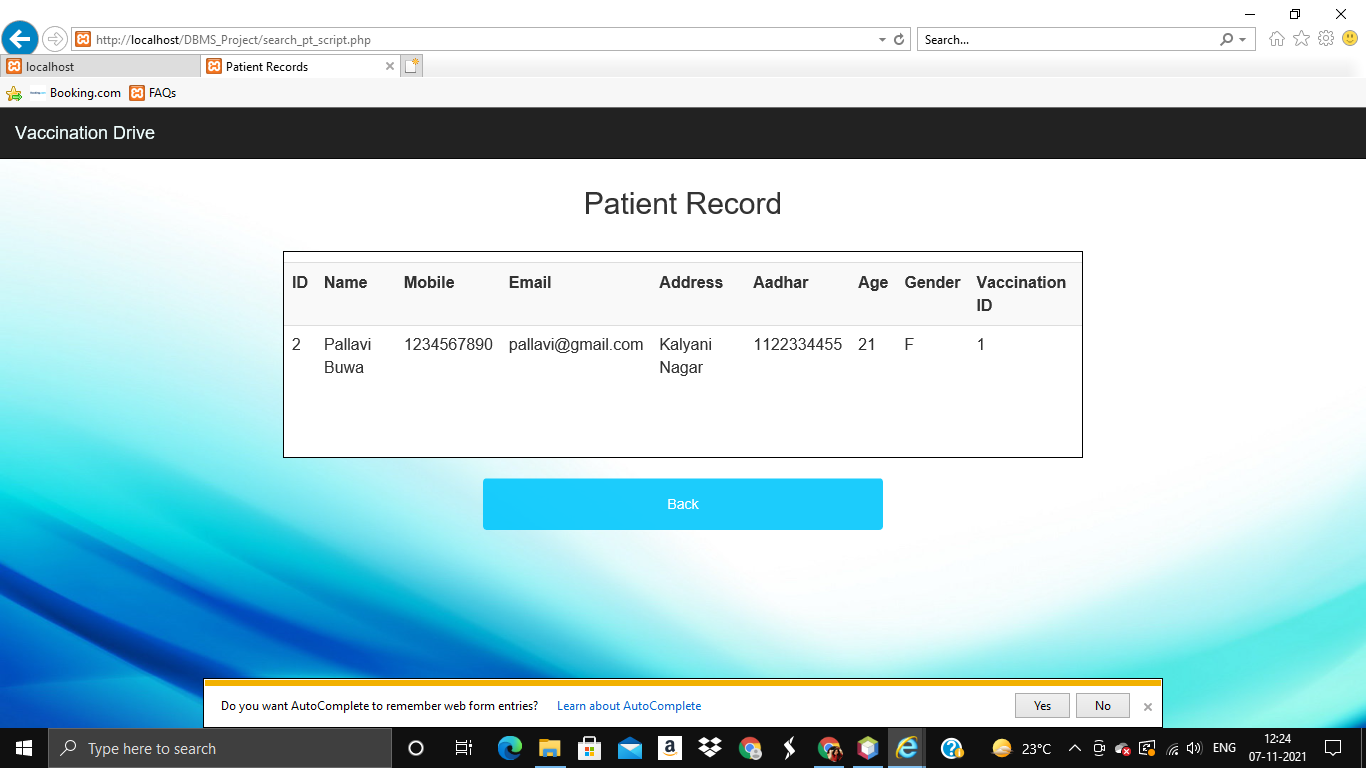 http://localhost/DBMS_Project/search_pt_script.php
Search...
localhost
Patient Records
Booking.com
FAQs
Vaccination Drive
Patient Record
ID Name Mobile Email Address Aadhar Age Gender Vaccination
ID
2 Pallavi 1234567890 pallavi@gmail.com Kalyani 1122334455 21 F 1
Buwa Nagar
Back
Do you want AutoComplete to remember web form entries? Learn about AutoComplete Yes No
Type here to search
23°C
ENG
12:24
07-11-2021